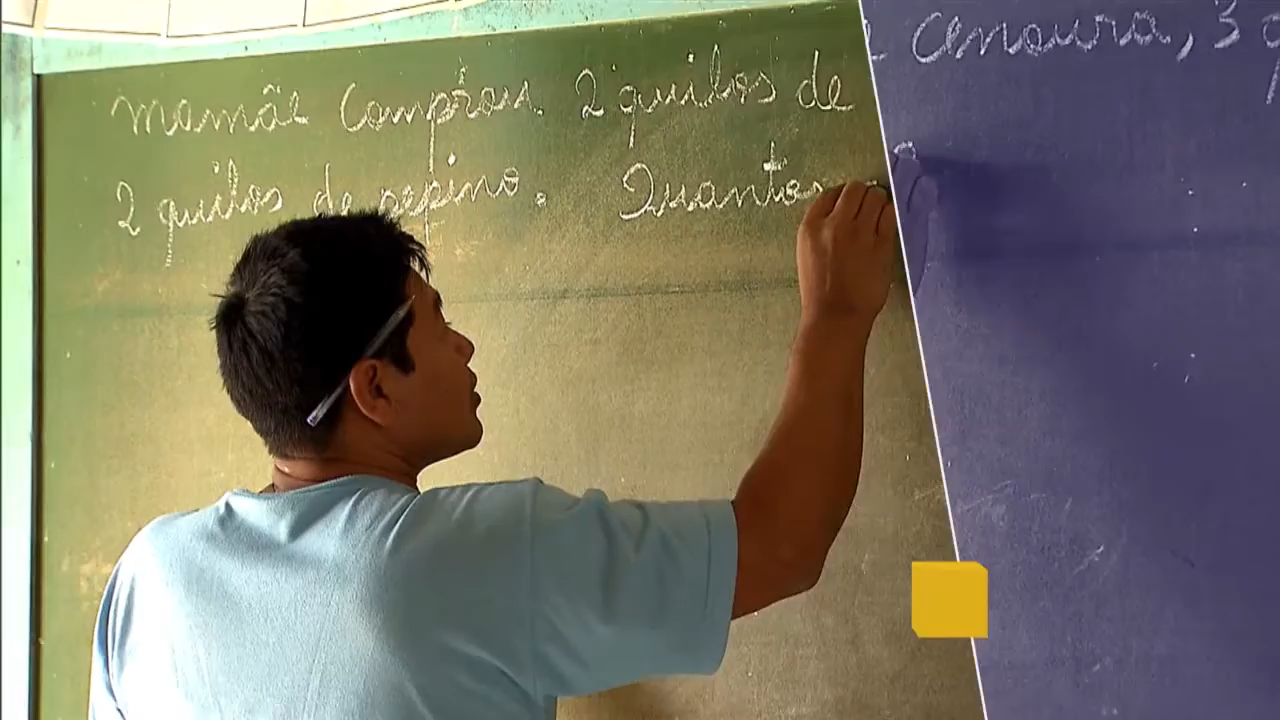 mamãe comprou 2 quilos de cenoura, 3
2 quilos de pepino. Quantos